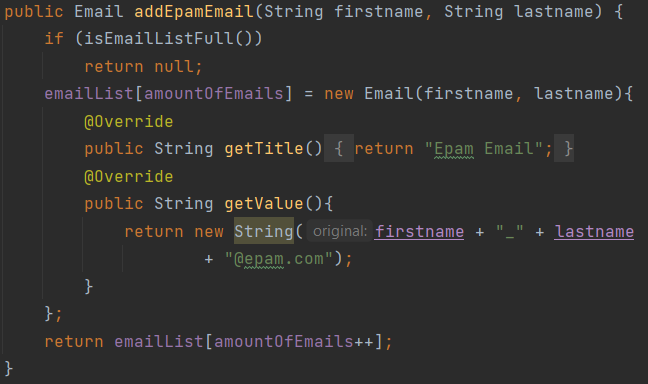 public Email addEpamEmail(String firstname, String lastname) {
    if (isEmailListFull())
        return null;
    emailList[amountOfEmails] = new Email(firstname, lastname){
        @Override
        public String getTitle() { return "Epam Email"; }
        @Override
        public String getValue(){
            return new String( original: firstname + "_" + lastname
                    + "@epam.com");
        }
    };
    return emailList[amountOfEmails++];
}